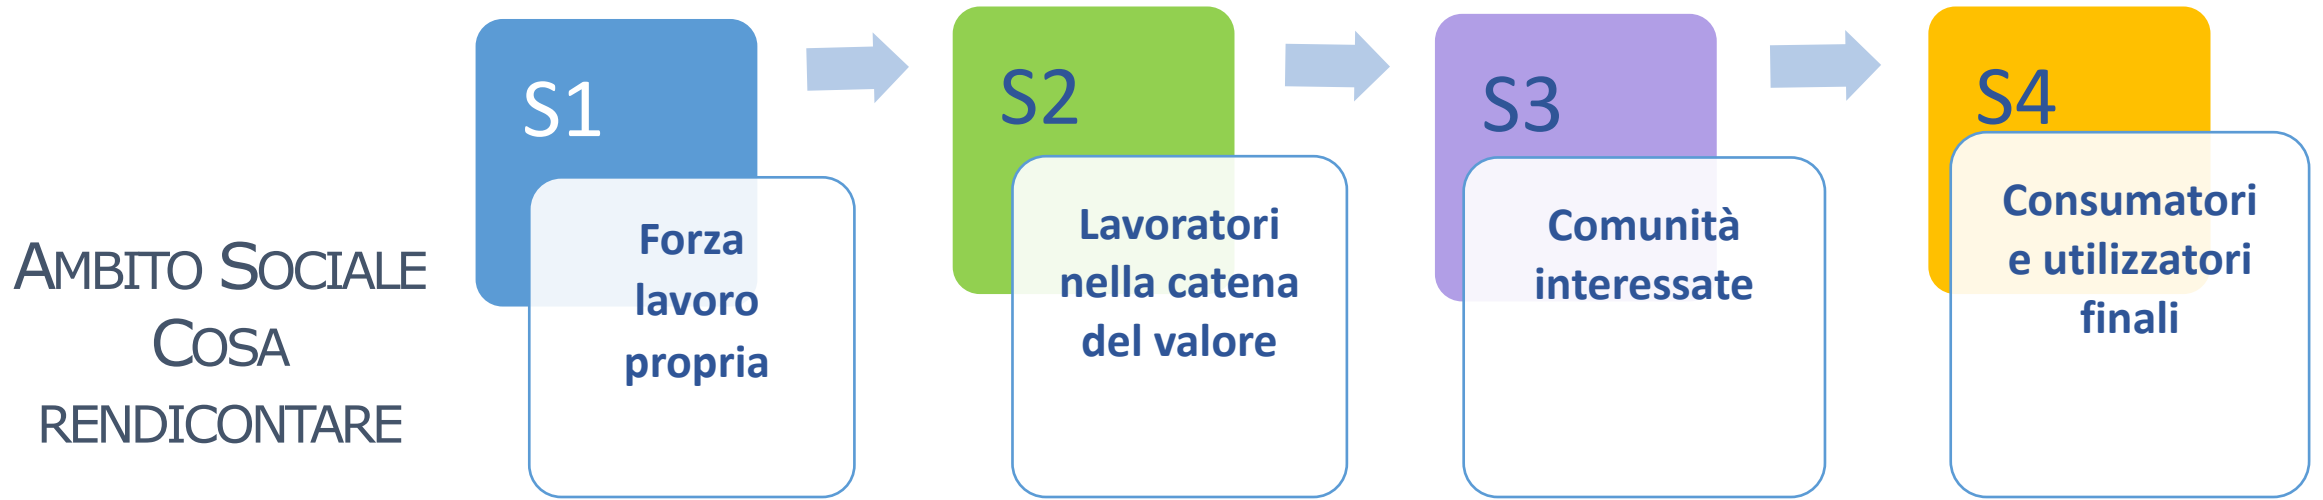 AMBITO SOCIALE
COSA
RENDICONTARE
S1
Forza
lavoro
propria
S2
Lavoratori
nella catena
del valore
S3
Comunità
interessate
S4
Consumatori
e utilizzatori
finali